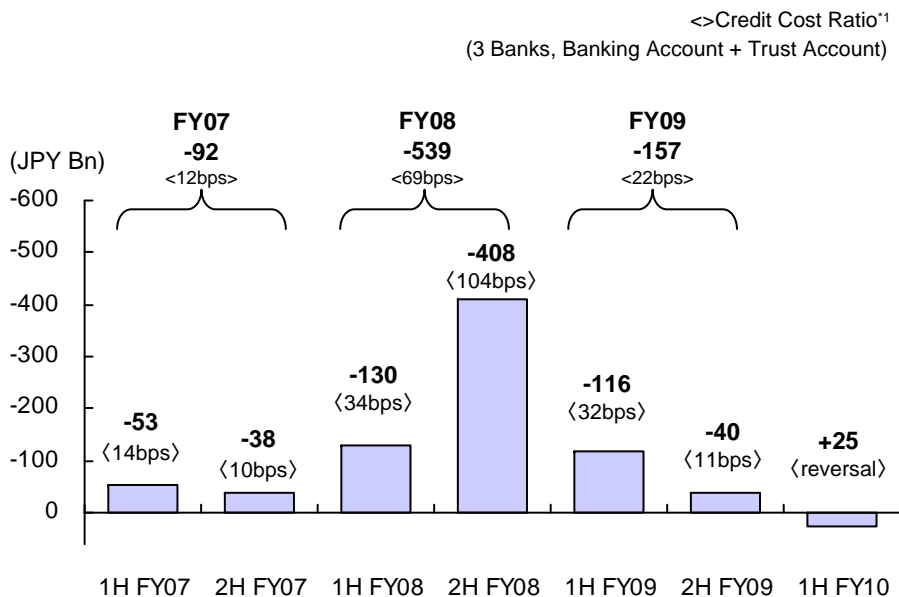 <>Credit Cost Ratio*1
(3 Banks, Banking Account + Trust Account)
FY07
-92
<12bps>
FY08
-539
<69bps>
FY09
-157
<22bps>
(JPY Bn)
-600
-500
-400
-300
-200
-100
0
-53
〈14bps〉
-38
〈10bps〉
-130
〈34bps〉
-408
〈104bps〉
-116
〈32bps〉
-40
〈11bps〉
+25
〈reversal〉
1H FY07 2H FY07 1H FY08 2H FY08 1H FY09 2H FY09 1H FY10